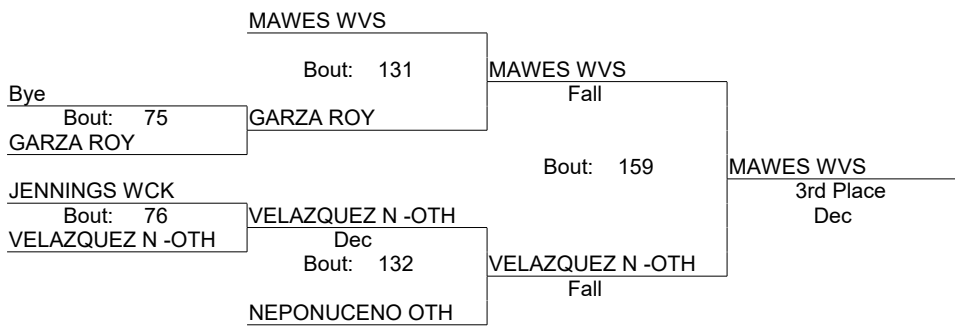 MAWES WVS
Bout: 131
MAWES WVS
Fall
Bye
Bout: 75
GARZA ROY
GARZA ROY
Bout: 159
MAWES WVS
3rd Place
Dec
JENNINGS WCK
Bout: 76
VELAZQUEZ N -OTH
VELAZQUEZ N -OTH
Dec
Bout: 132
VELAZQUEZ N -OTH
Fall
NEPONUCENO OTH